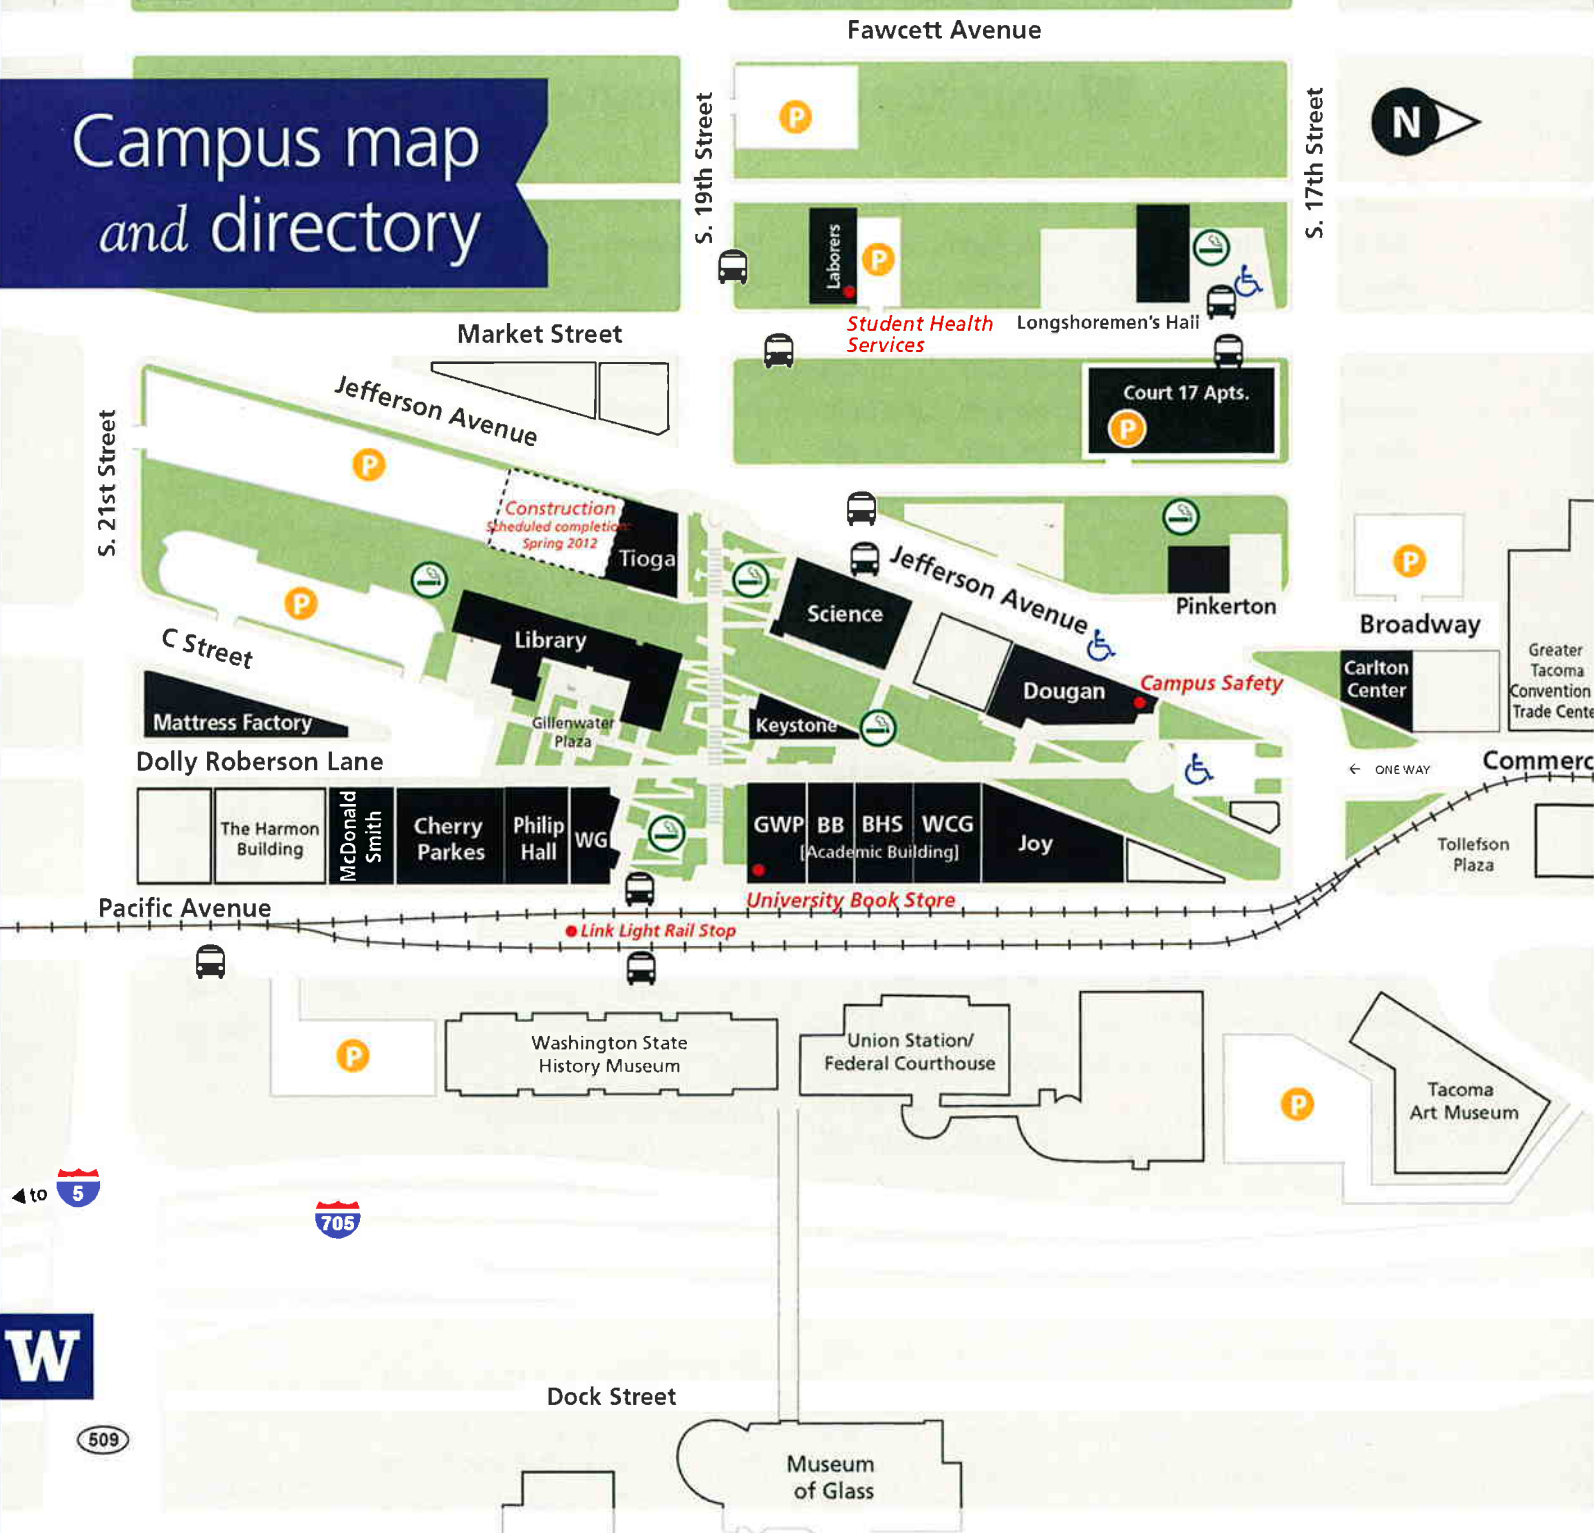 Fawcett Avenue
Campus map
and directory
S. 19th Street
S. 17th Street
P
N
Laborers
P
Student Health
Services
Longshoremen's Hall
Market Street
Jefferson Avenue
Court 17 Apts.
P
S. 21st Street
P
Construction
Scheduled completion:
Spring 2012
Tioga
Jefferson Avenue
Science
Pinkerton
P
Broadway
P
C Street
Library
Gillenwater
Plaza
Keystone
Dougan
Campus Safety
Carlton
Center
Greater
Tacoma
Convention
Trade Cente
Mattress Factory
Dolly Roberson Lane
← ONE WAY
Commerc
The Harmon
Building
McDonald
Smith
Cherry
Parkes
Philip
Hall
WG
GWP
BB
BHS
WCG
[Academic Building]
Joy
Tollefson
Plaza
University Book Store
Pacific Avenue
Link Light Rail Stop
P
Washington State
History Museum
Union Station/
Federal Courthouse
P
Tacoma
Art Museum
to
5
705
W
509
Dock Street
Museum
of Glass